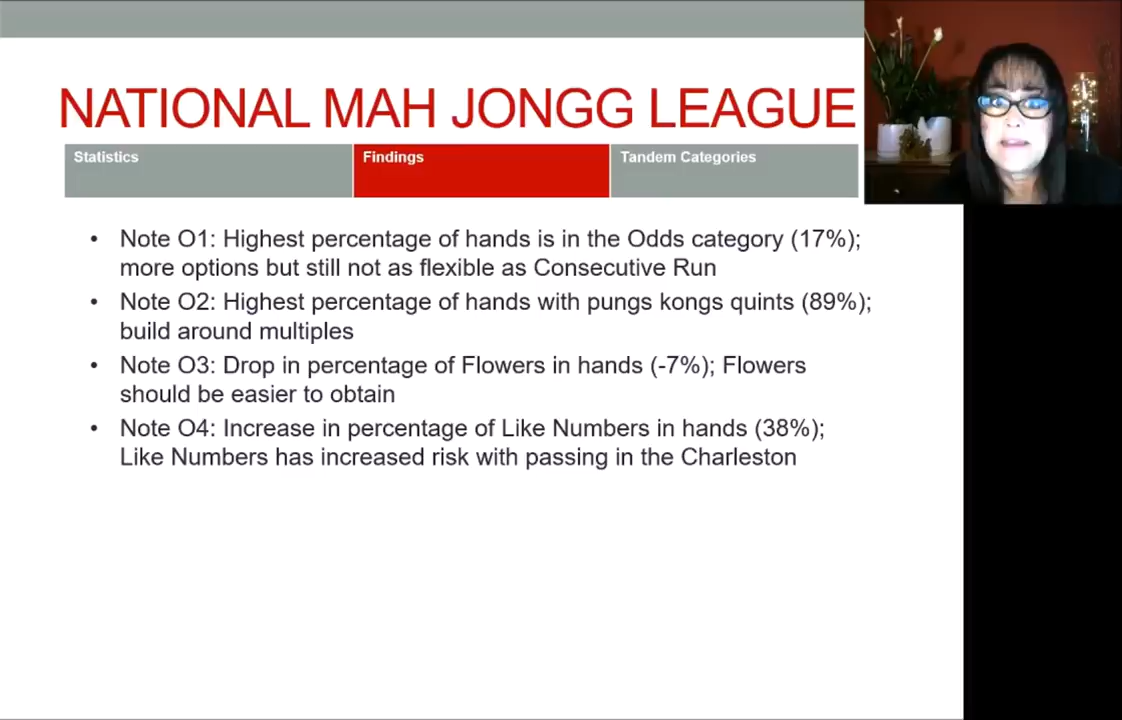 NATIONAL MAH JONGG LEAGUE
Statistics
Findings
Tandem Categories
• Note O1: Highest percentage of hands is in the Odds category (17%);
more options but still not as flexible as Consecutive Run
• Note O2: Highest percentage of hands with pungs kongs quints (89%);
build around multiples
• Note O3: Drop in percentage of Flowers in hands (-7%); Flowers
should be easier to obtain
• Note O4: Increase in percentage of Like Numbers in hands (38%);
Like Numbers has increased risk with passing in the Charleston